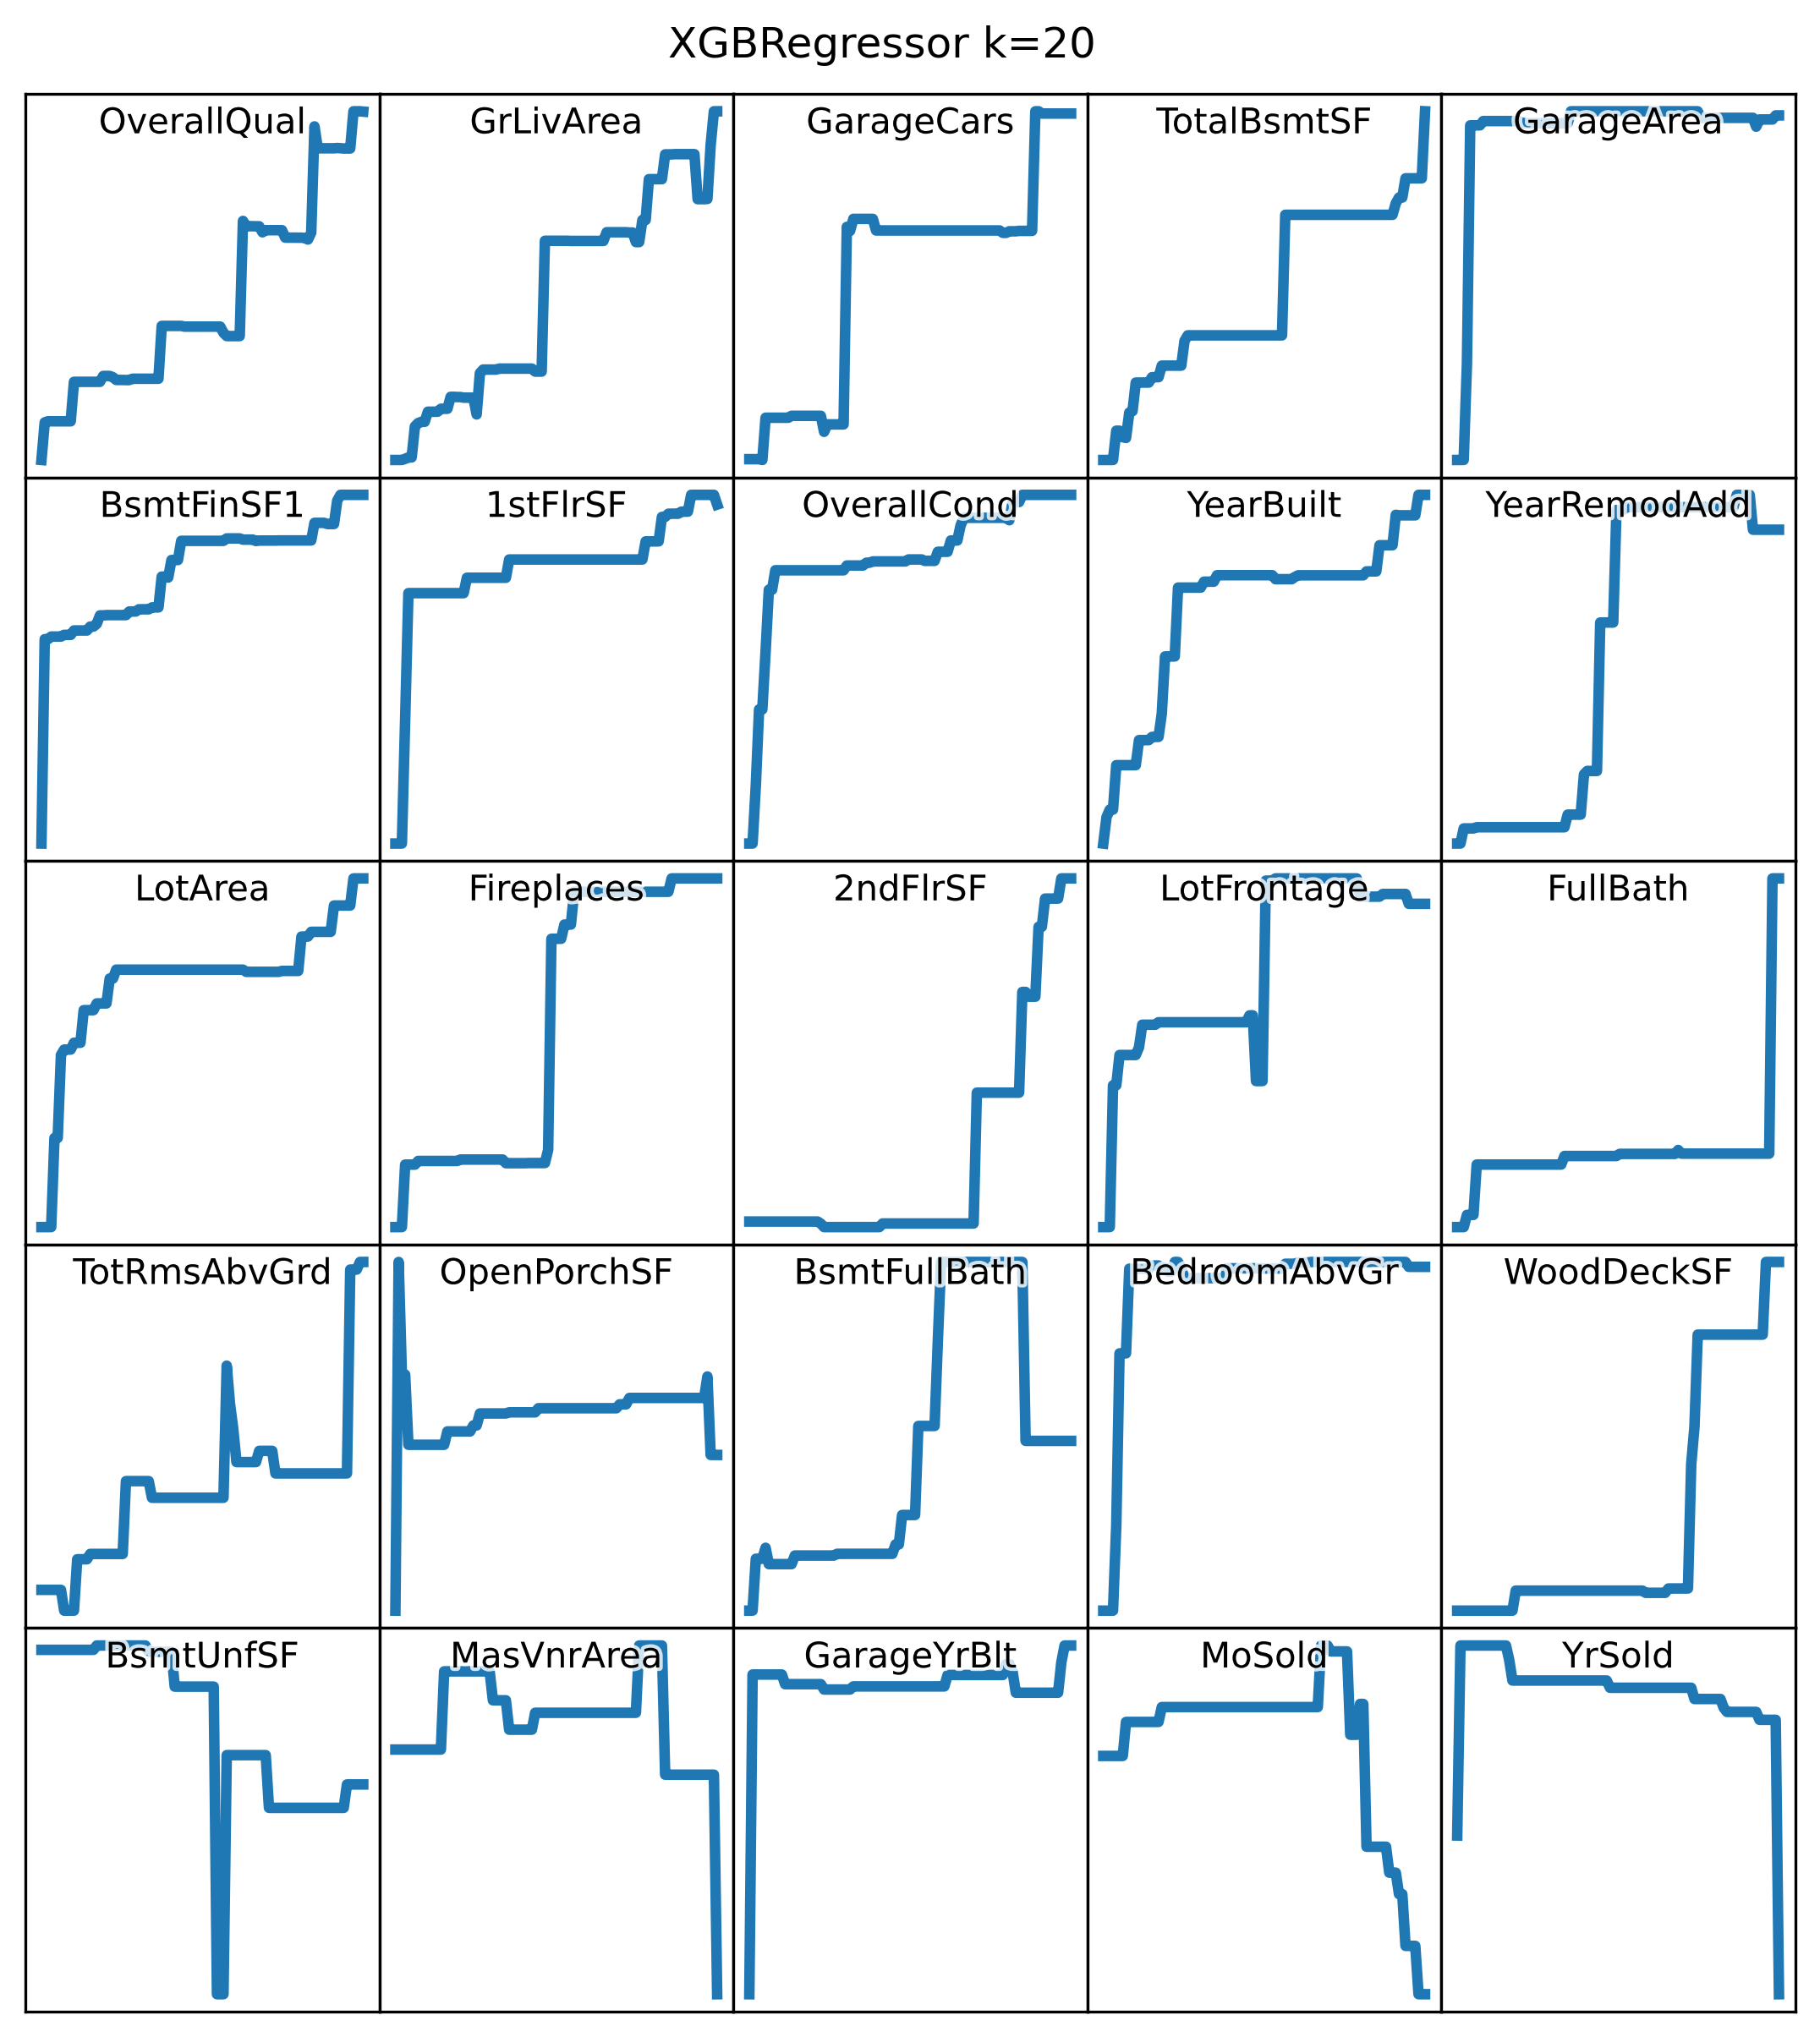 XGBRegressor k=20
OverallQual
GrLivArea
GarageCars
TotalBsmtSF
GarageArea
BsmtFinSF1
1stFlrSF
OverallCond
YearBuilt
YearRemodAdd
LotArea
Fireplaces
2ndFlrSF
LotFrontage
FullBath
TotRmsAbvGrd
OpenPorchSF
BsmtFullBath
BedroomAbvGr
WoodDeckSF
BsmtUnfSF
MasVnrArea
GarageYrBlt
MoSold
YrSold